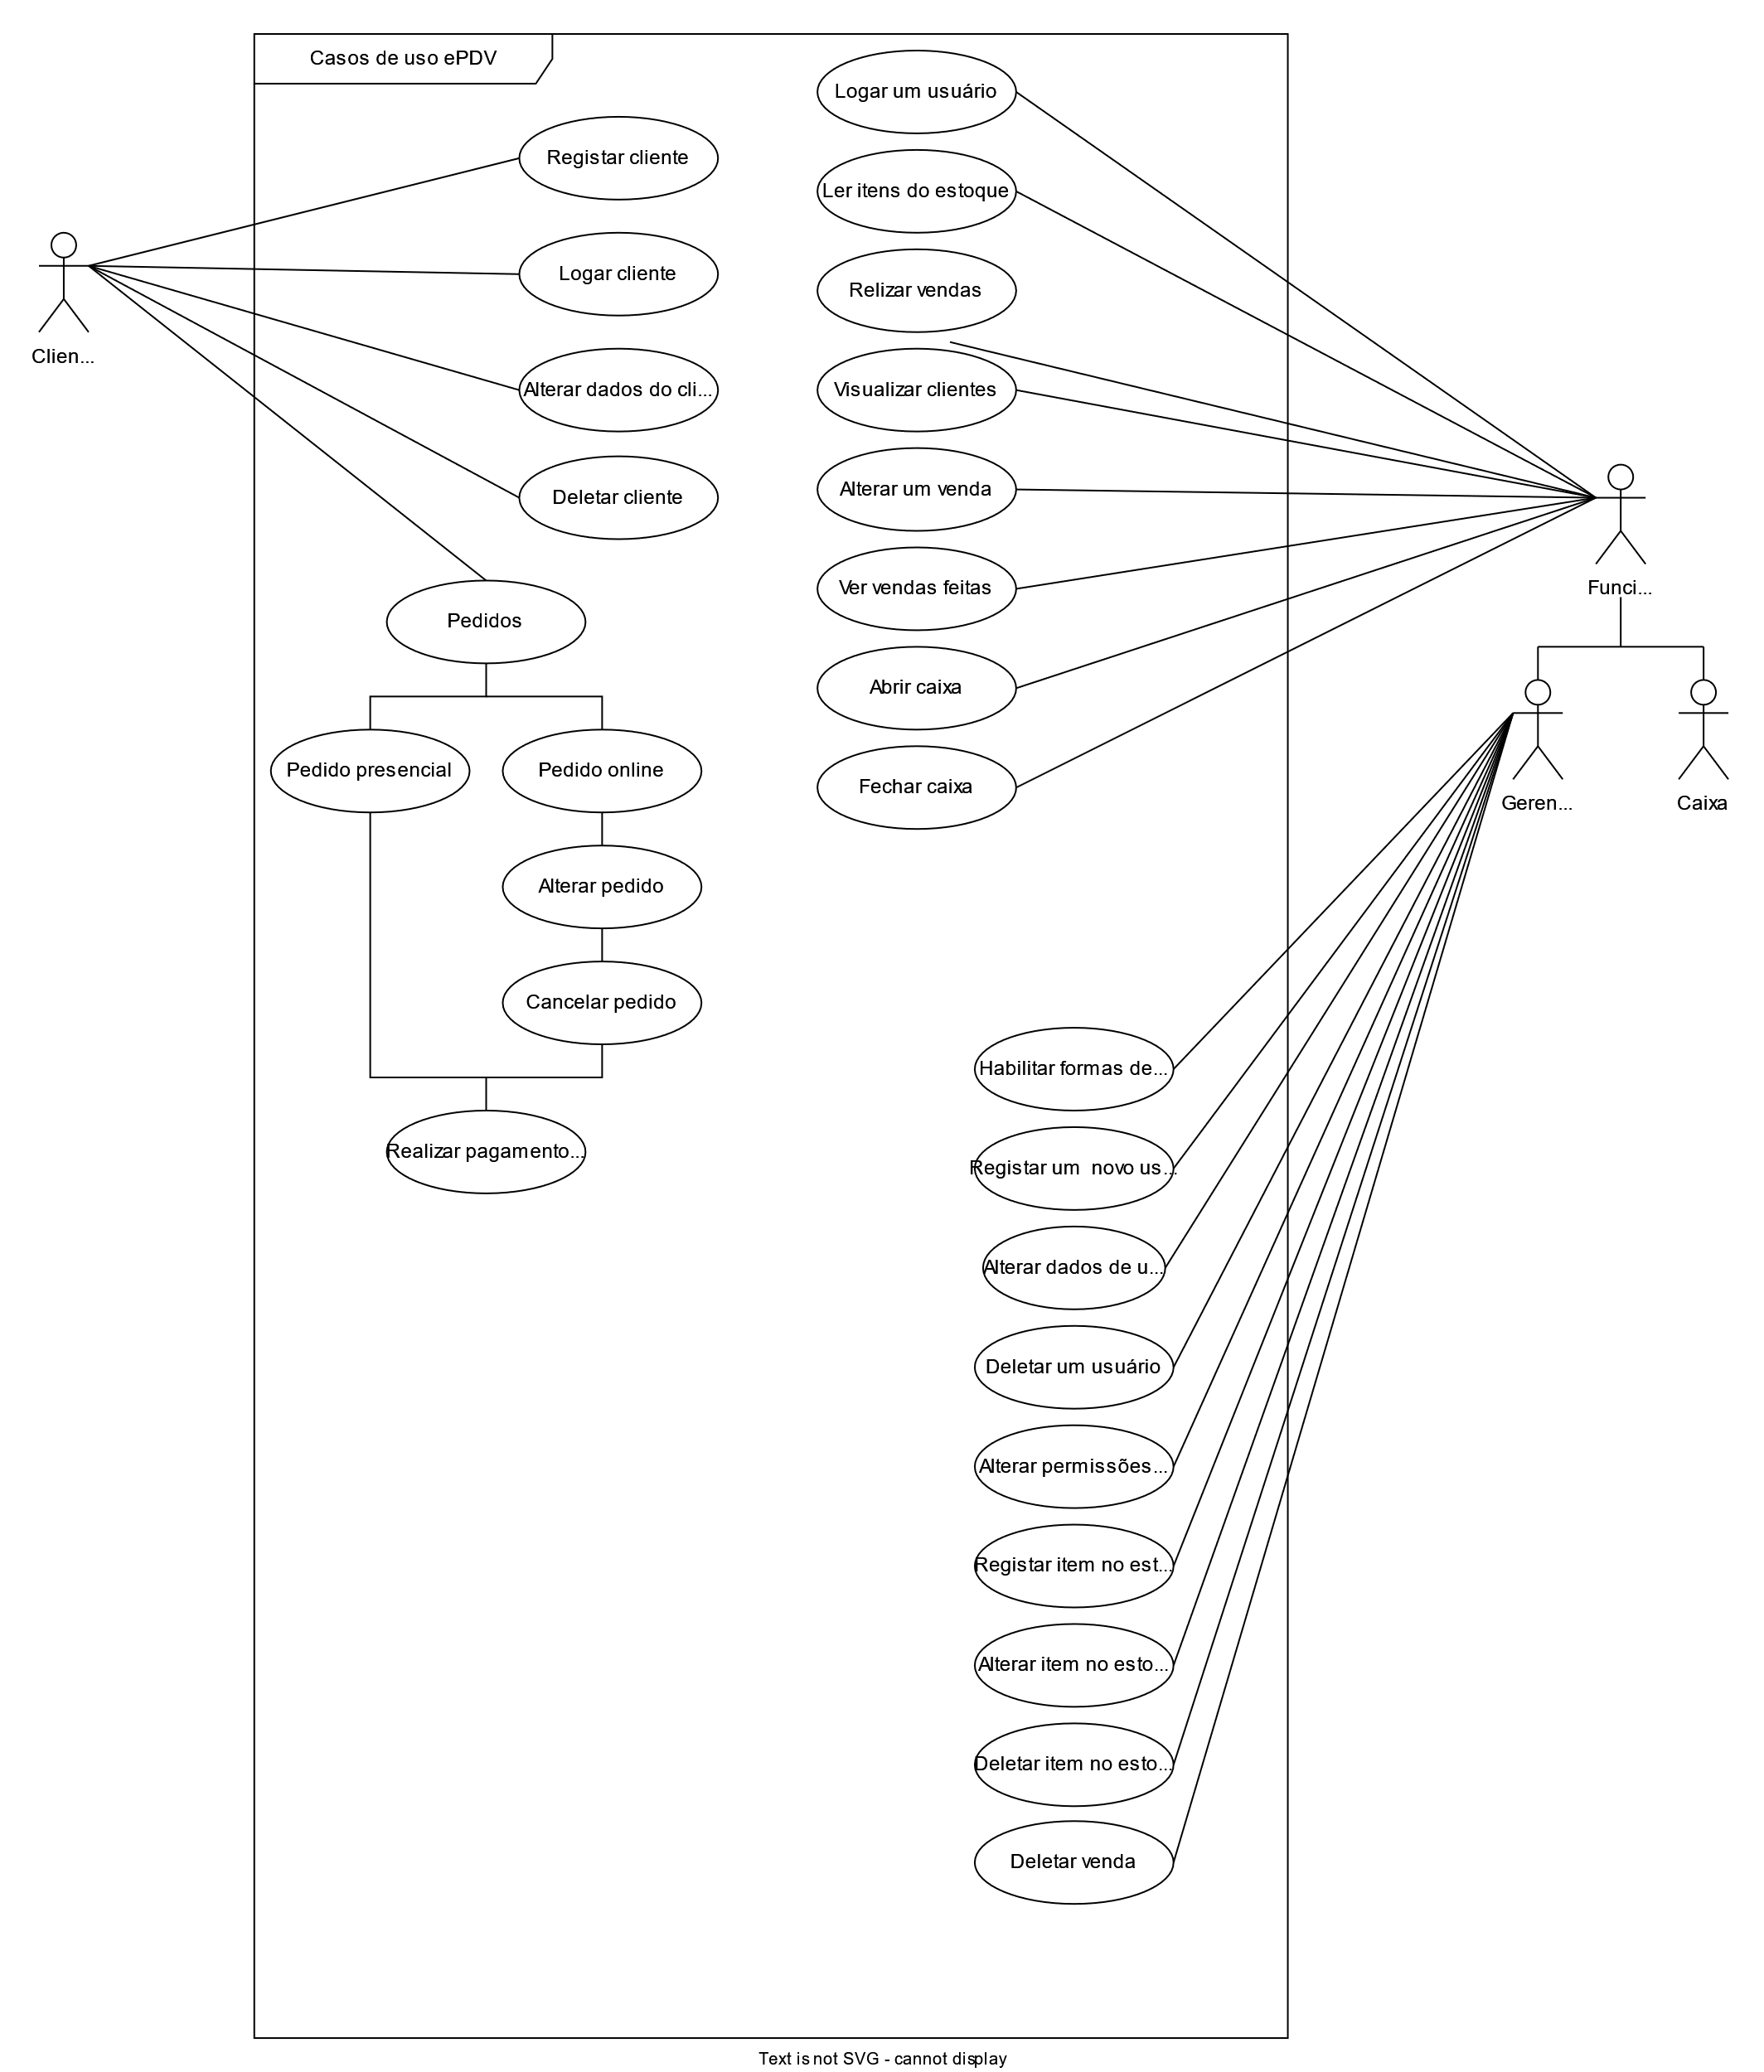 Casos de uso ePDV
Registar cliente
Logar cliente
Alterar dados do cli...
Deletar cliente
Clien...
Pedidos
Pedido presencial
Pedido online
Alterar pedido
Cancelar pedido
Realizar pagamento...
Logar um usuário
Ler itens do estoque
Relizar vendas
Visualizar clientes
Alterar um venda
Ver vendas feitas
Abrir caixa
Fechar caixa
Funci...
Geren...
Caixa
Habilitar formas de...
Registar um  novo us...
Alterar dados de u...
Deletar um usuário
Alterar permissões...
Registar item no est...
Alterar item no esto...
Deletar item no esto...
Deletar venda
Text is not SVG - cannot display